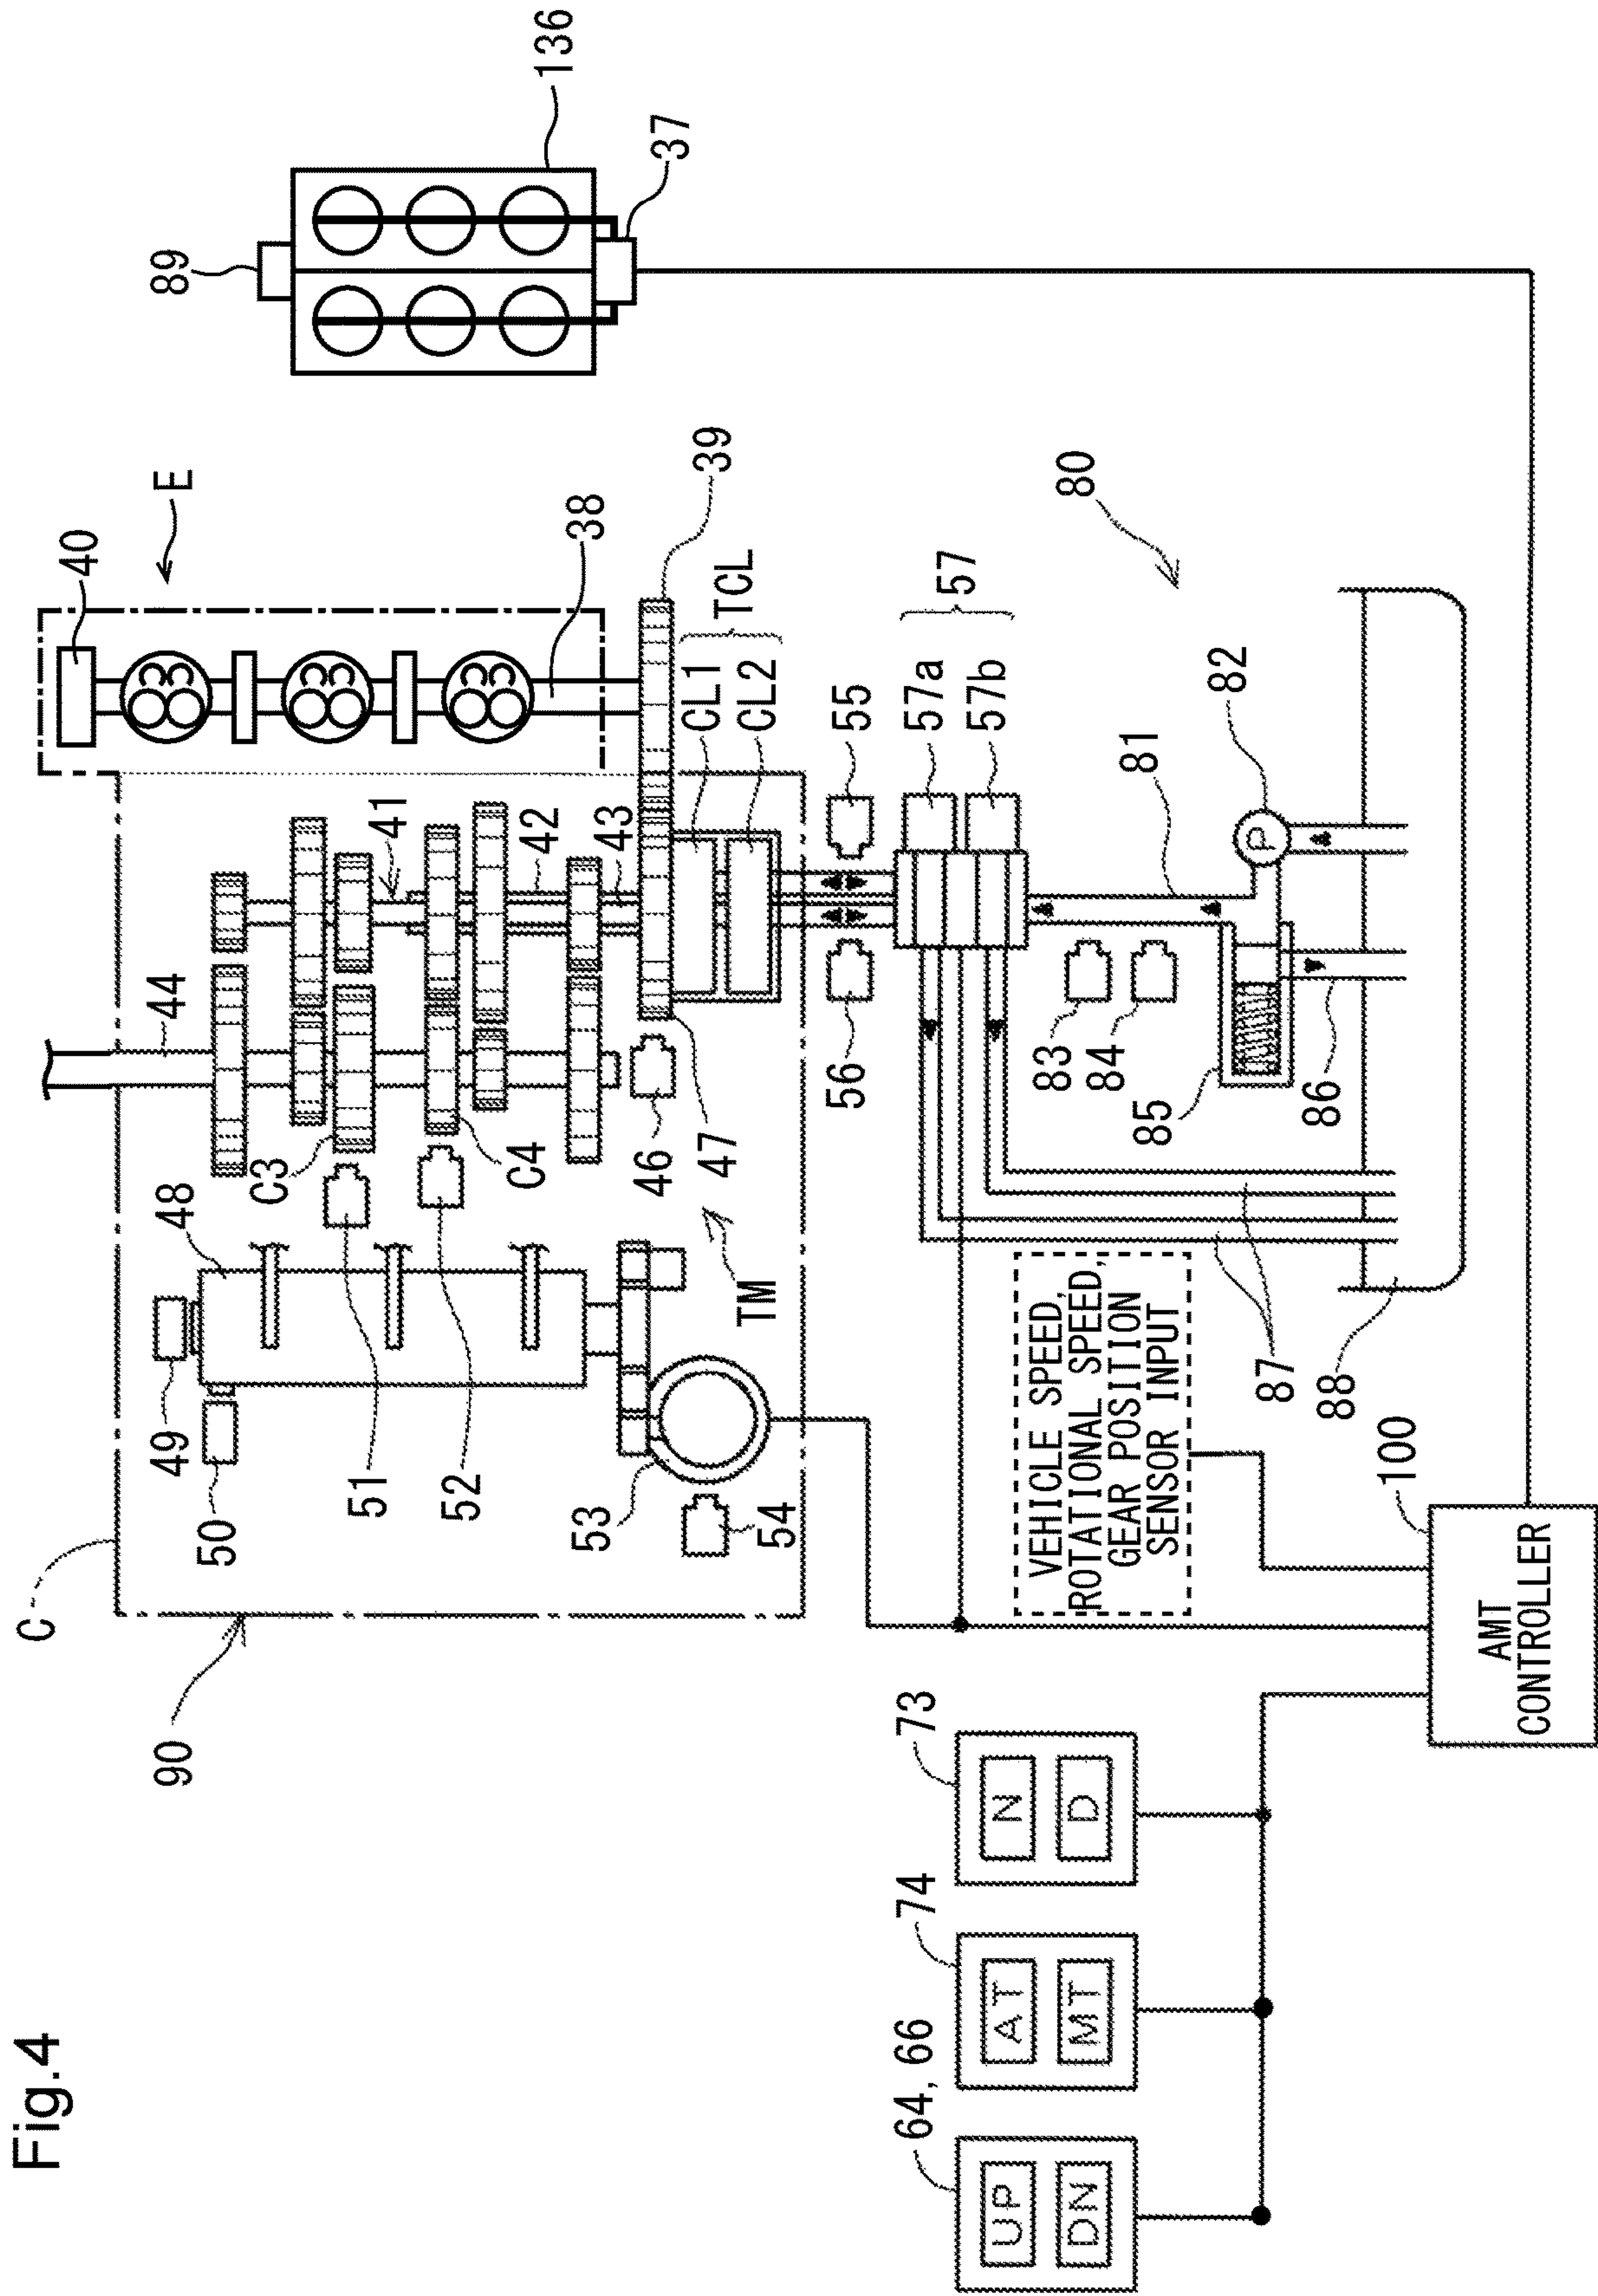 Fig.4
C
90
44
48
49
50
C3
51
C4
52
41
42
43
40
E
38
39
TCL
CL1
CL2
46
47
TM
53
54
89
136
37
55
56
57
57a
57b
80
81
82
83
84
85
86
87
88
VEHICLE SPEED,
ROTATIONAL SPEED,
GEAR POSITION
SENSOR INPUT
64, 66
UP
DN
74
AT
MT
73
N
D
P
100
AMT
CONTROLLER